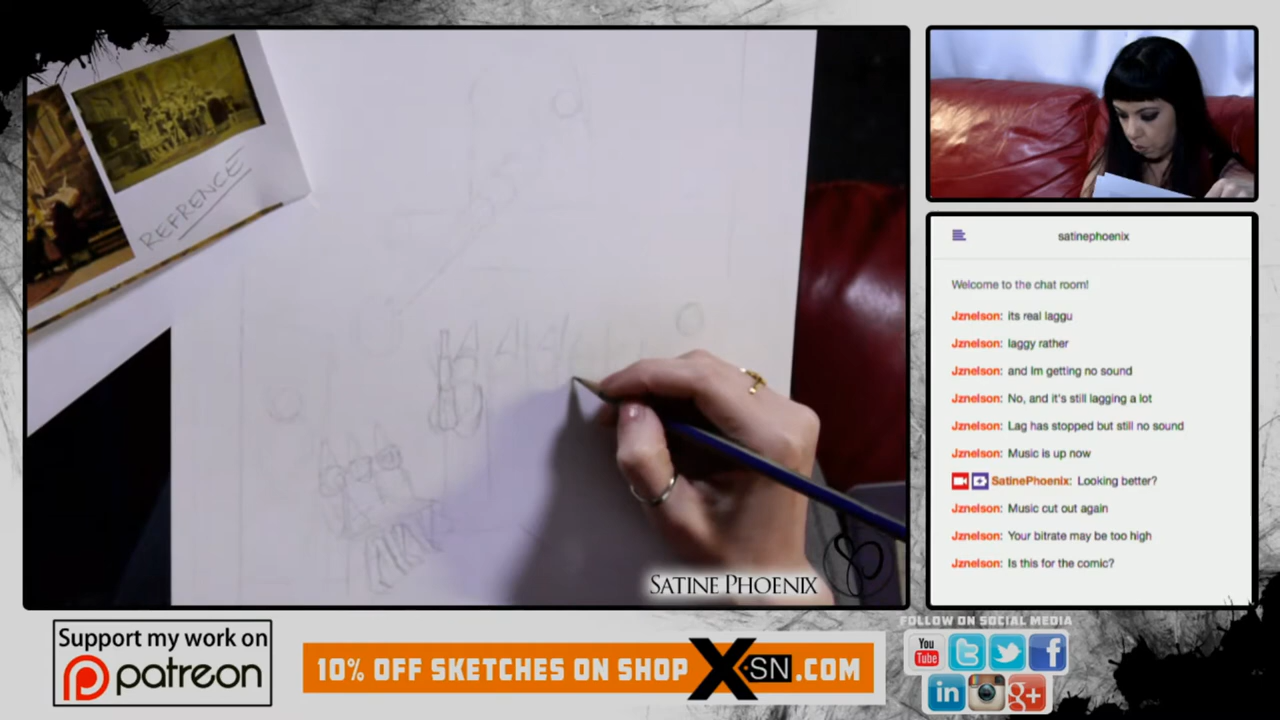 REFRENCE
SATINE PHOENIX
satinephoenix
Welcome to the chat room!
Jznelson: its real laggu
Jznelson: laggy rather
Jznelson: and Im getting no sound
Jznelson: No, and it's still lagging a lot
Jznelson: Lag has stopped but still no sound
Jznelson: Music is up now
SatinePhoenix: Looking better?
Jznelson: Music cut out again
Jznelson: Your bitrate may be too high
Jznelson: Is this for the comic?
Support my work on
patreon
10% OFF SKETCHES ON SHOP X-SN.COM
FOLLOW ON SOCIAL MEDIA
You
Tube
in
g+